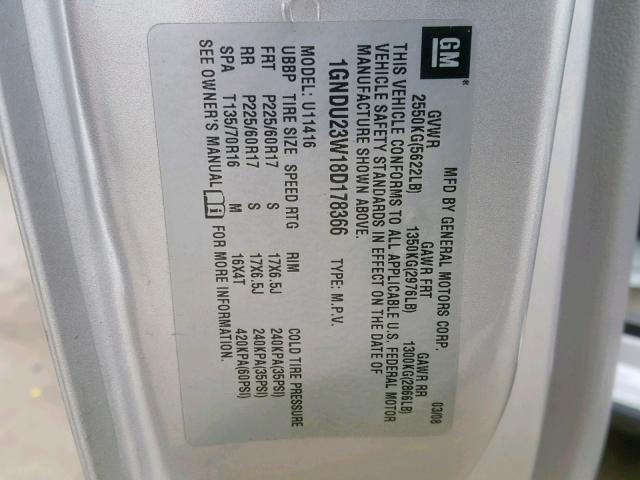 GM®
MFD BY GENERAL MOTORS CORP. 03/08
GVWR GAWR FRT GAWR RR
2550KG(5622LB) 1350KG(2976LB) 1300KG(2866LB)
THIS VEHICLE CONFORMS TO ALL APPLICABLE U.S. FEDERAL MOTOR
VEHICLE SAFETY STANDARDS IN EFFECT ON THE DATE OF
MANUFACTURE SHOWN ABOVE.
1GNDU23W18D178366 TYPE: M.P.V.
MODEL: U11416
UBBP TIRE SIZE SPEED RTG RIM COLD TIRE PRESSURE
FRT P225/60R17 S 17X6.5J 240KPA(35PSI)
RR P225/60R17 S 17X6.5J 240KPA(35PSI)
SPA T135/70R16 M 16X4T 420KPA(60PSI)
SEE OWNER'S MANUAL i FOR MORE INFORMATION.